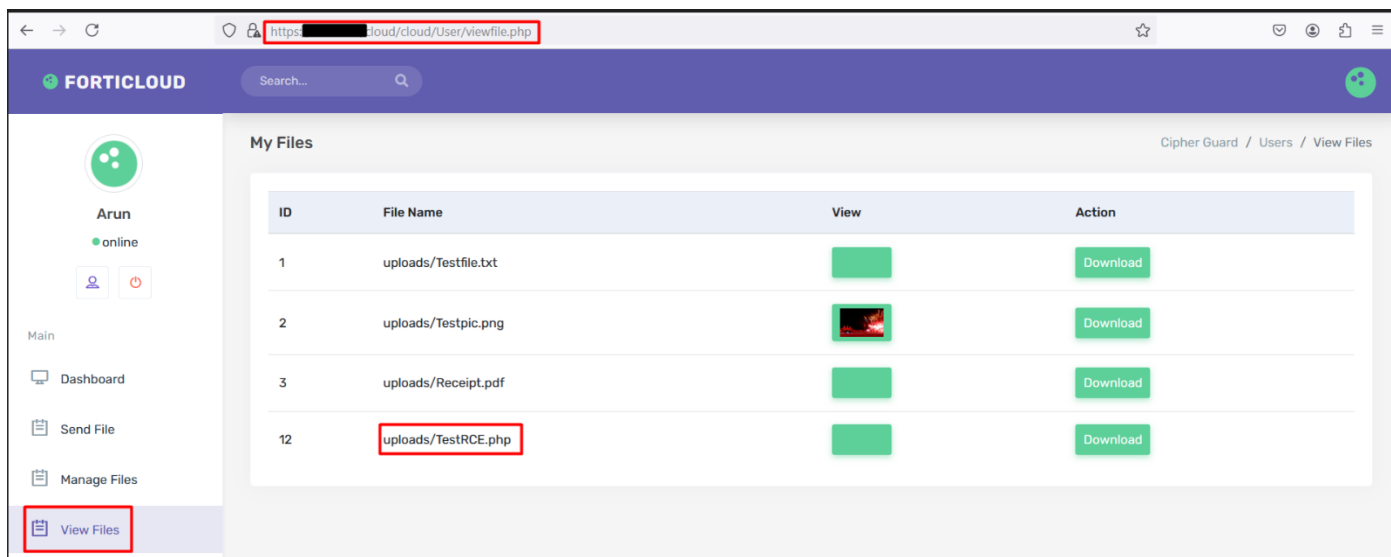 https: cloud/cloud/User/viewfile.php
FORTICLOUD
Search...
Arun
online
Main
Dashboard
Send File
Manage Files
View Files
My Files
Cipher Guard / Users / View Files
ID File Name View Action
1 uploads/Testfile.txt Download
2 uploads/Testpic.png Download
3 uploads/Receipt.pdf Download
12 uploads/TestRCE.php Download